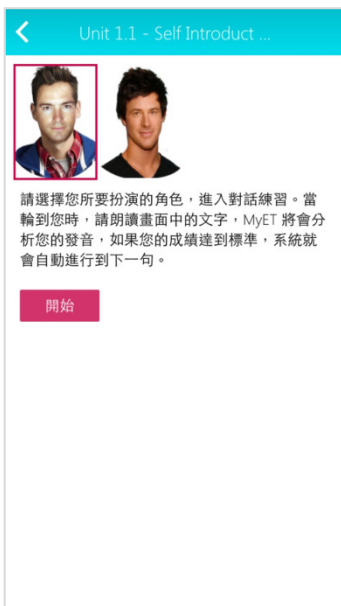 Unit 1.1 - Self Introduct ...
請選擇您所要扮演的角色，進入對話練習。當
輪到您時，請朗讀畫面中的文字，MyET 將會分
析您的發音，如果您的成績達到標準，系統就
會自動進行到下一句。
開始